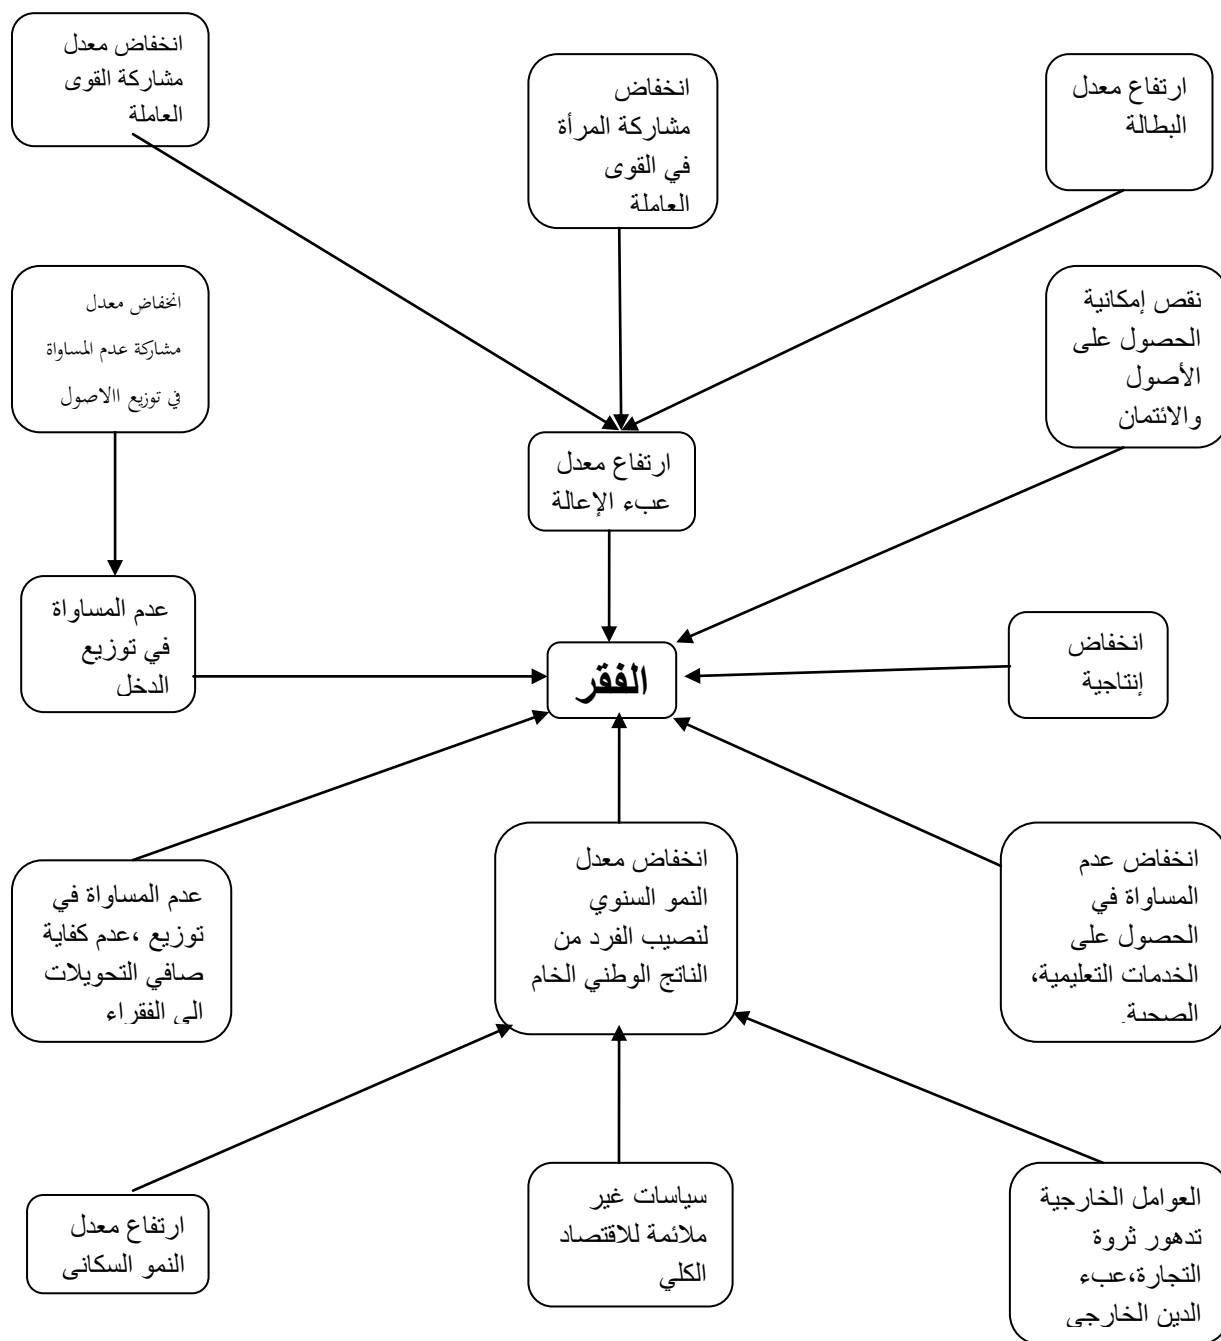 انخفاض معدل
مشاركة القوى
العاملة
انخفاض
مشاركة المرأة
في القوى
العاملة
ارتفاع معدل
البطالة
انخفاض معدل
مشاركة عدم المساواة
في توزيع االاصول
نقص إمكانية
الحصول على
الأصول
والائتمان
ارتفاع معدل
عبء الإعالة
عدم المساواة
في توزيع
الدخل
الفقر
انخفاض
إنتاجية
عدم المساواة في
توزيع ،عدم كفاية
صافي التحويلات
الى الفقراء
انخفاض معدل
النمو السنوي
لنصيب الفرد من
الناتج الوطني الخام
انخفاض عدم
المساواة في
الحصول على
الخدمات التعليمية،
الصحية.
ارتفاع معدل
النمو السكانى
سياسات غير
ملائمة للاقتصاد
الكلي
العوامل الخارجية
تدهور ثروة
التجارة،عبء
الدين الخارجى